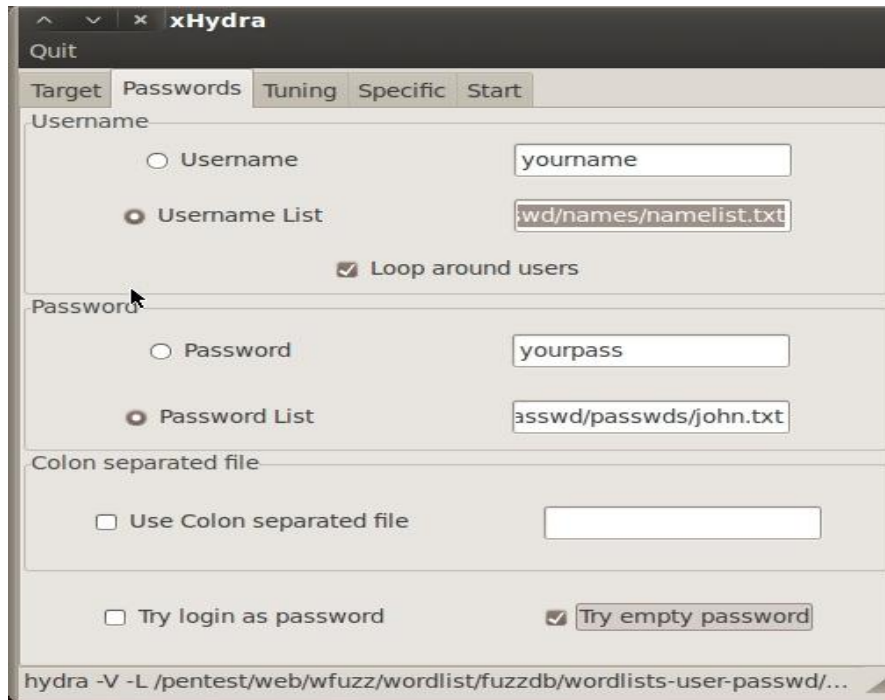 xHydra
Quit
Target Passwords Tuning Specific Start
Username
Username yourname
Username List swd/names/namelist.txt
Loop around users
Password
Password yourpass
Password List asswd/passwds/john.txt
Colon separated file
Use Colon separated file
Try login as password Try empty password
hydra -V -L /pentest/web/wfuzz/wordlist/fuzzdb/wordlists-user-passwd/...